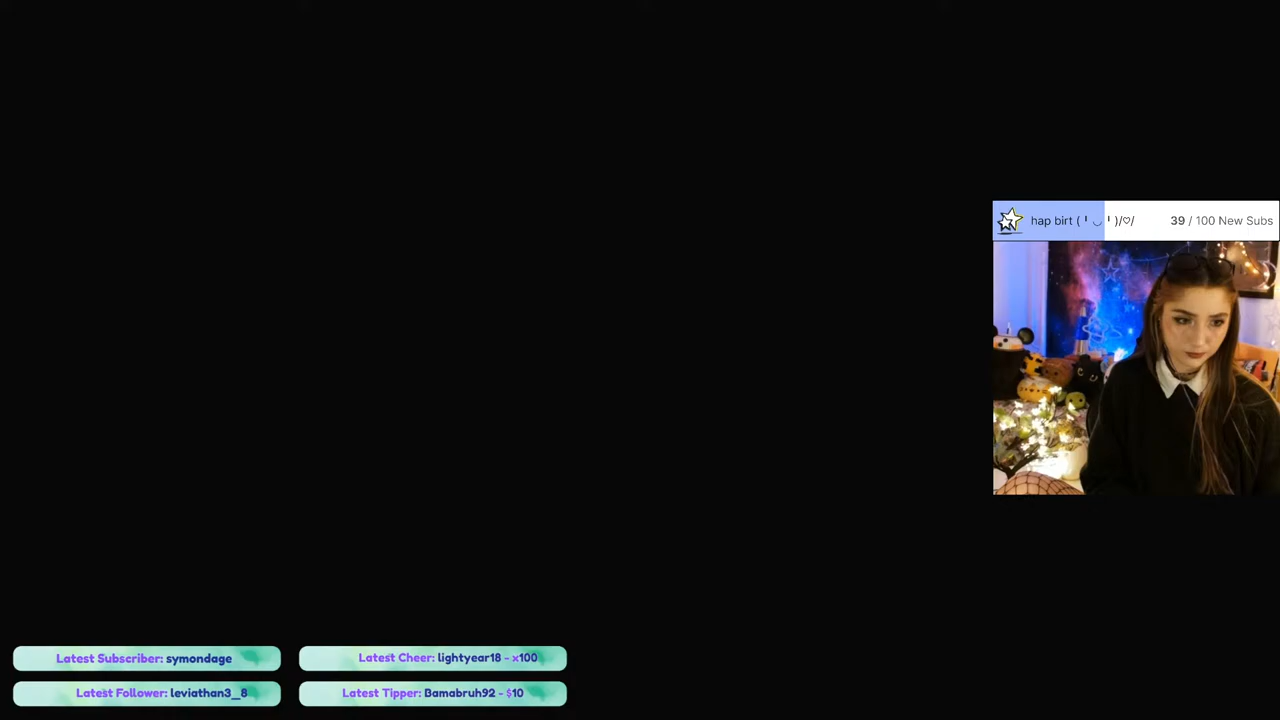 hap birt ( ╹ ◡ ╹ )/♡/ 39 / 100 New Subs
Latest Subscriber: symondage
Latest Cheer: lightyear18 - x100
Latest Follower: leviathan3_8
Latest Tipper: Bamabruh92 - $10